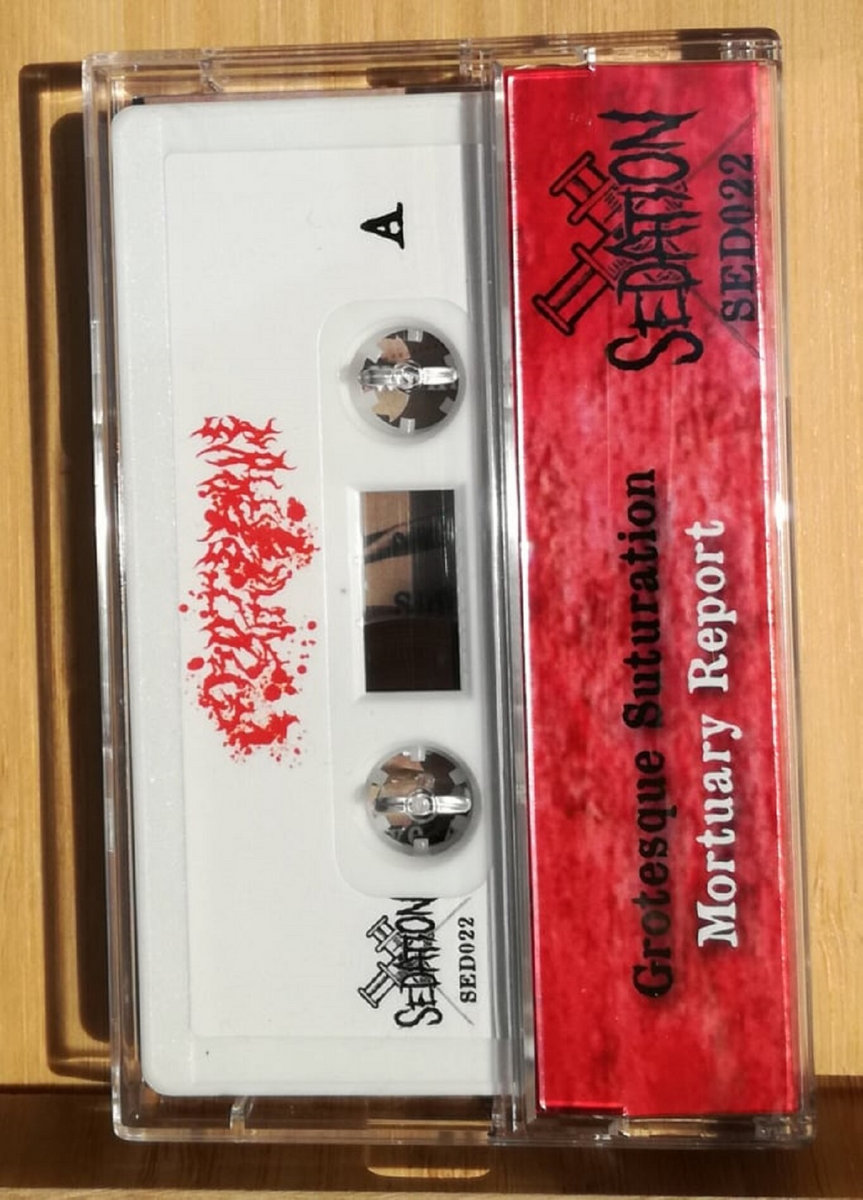 A
SEDATION
SED022
SEDATION
SED022
Grotesque Suturation
Mortuary Report